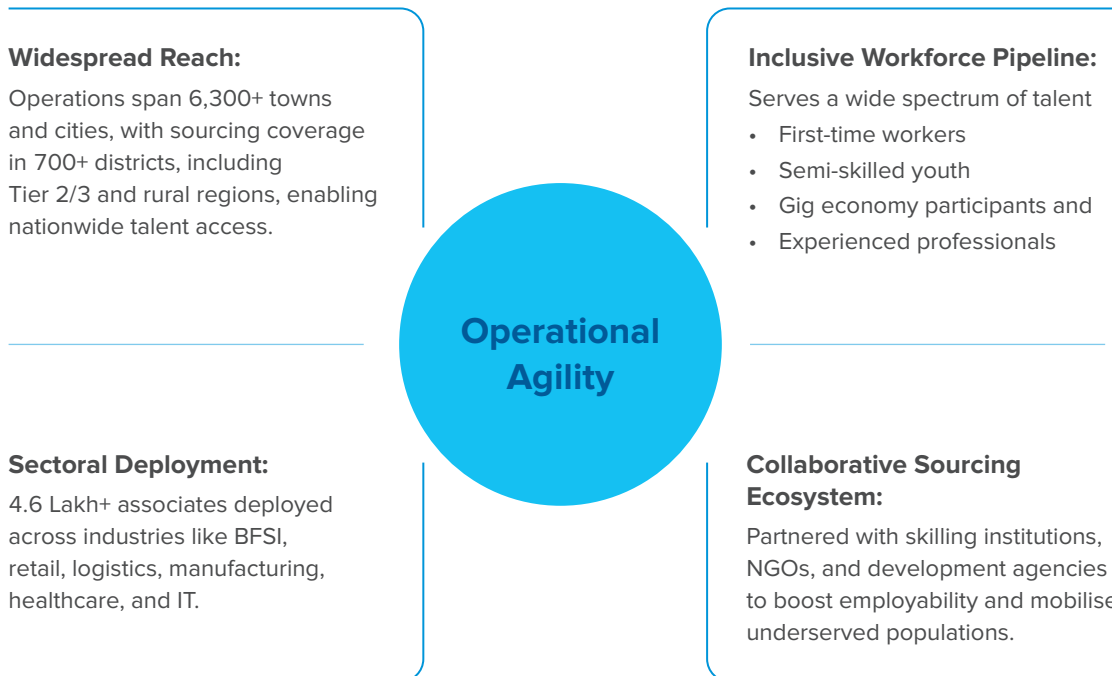 Widespread Reach:
Operations span 6,300+ towns
and cities, with sourcing coverage
in 700+ districts, including
Tier 2/3 and rural regions, enabling
nationwide talent access.
Inclusive Workforce Pipeline:
Serves a wide spectrum of talent
• First-time workers
• Semi-skilled youth
• Gig economy participants and
• Experienced professionals
Operational
Agility
Sectoral Deployment:
4.6 Lakh+ associates deployed
across industries like BFSI,
retail, logistics, manufacturing,
healthcare, and IT.
Collaborative Sourcing
Ecosystem:
Partnered with skilling institutions,
NGOs, and development agencies
to boost employability and mobilise
underserved populations.